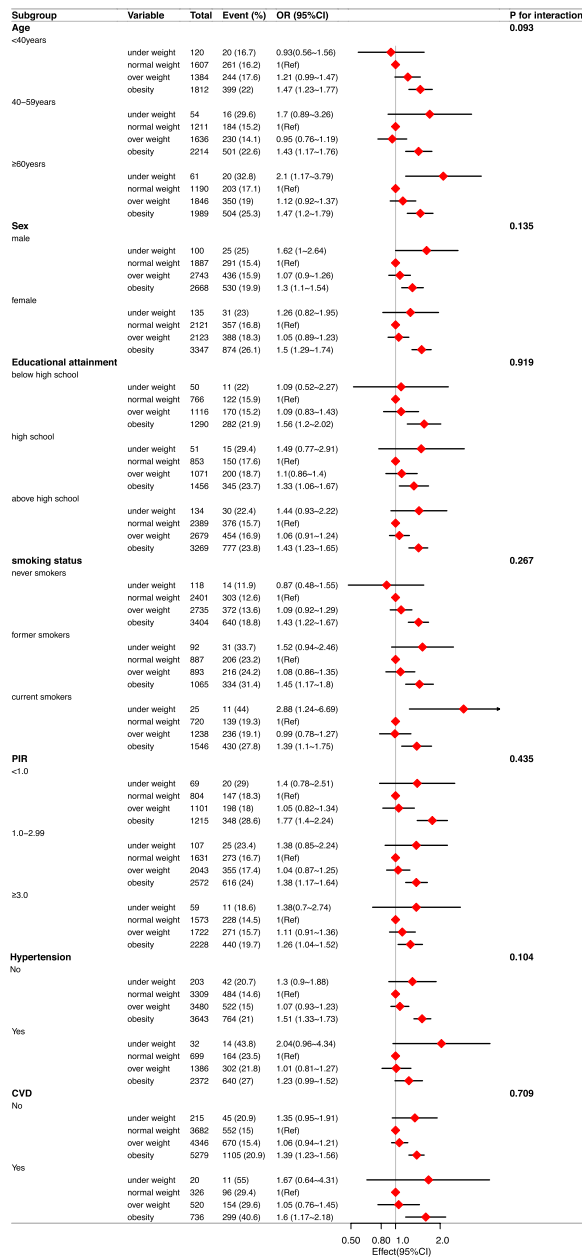 Subgroup Variable Total Event (%) OR (95%CI) P for interaction
Age 0.093
<40years
under weight 120 20 (16.7) 0.93(0.56~1.56)
normal weight 1607 261 (16.2) 1(Ref)
over weight 1384 244 (17.6) 1.21 (0.99~1.47)
obesity 1812 399 (22) 1.47 (1.23~1.77)
40−59years
under weight 54 16 (29.6) 1.7 (0.89~3.26)
normal weight 1211 184 (15.2) 1(Ref)
over weight 1636 230 (14.1) 0.95 (0.76~1.19)
obesity 2214 501 (22.6) 1.43 (1.17~1.76)
≥60yesrs
under weight 61 20 (32.8) 2.1 (1.17~3.79)
normal weight 1190 203 (17.1) 1(Ref)
over weight 1846 350 (19) 1.12 (0.92~1.37)
obesity 1989 504 (25.3) 1.47 (1.2~1.79)
Sex 0.135
male
under weight 100 25 (25) 1.62 (1~2.64)
normal weight 1887 291 (15.4) 1(Ref)
over weight 2743 436 (15.9) 1.07 (0.9~1.26)
obesity 2668 530 (19.9) 1.3 (1.1~1.54)
female
under weight 135 31 (23) 1.26 (0.82~1.95)
normal weight 2121 357 (16.8) 1(Ref)
over weight 2123 388 (18.3) 1.05 (0.89~1.23)
obesity 3347 874 (26.1) 1.5 (1.29~1.74)
Educational attainment 0.919
below high school
under weight 50 11 (22) 1.09 (0.52~2.27)
normal weight 766 122 (15.9) 1(Ref)
over weight 1116 170 (15.2) 1.09 (0.83~1.43)
obesity 1290 282 (21.9) 1.56 (1.2~2.02)
high school
under weight 51 15 (29.4) 1.49 (0.77~2.91)
normal weight 853 150 (17.6) 1(Ref)
over weight 1071 200 (18.7) 1.1(0.86~1.4)
obesity 1456 345 (23.7) 1.33 (1.06~1.67)
above high school
under weight 134 30 (22.4) 1.44 (0.93~2.22)
normal weight 2389 376 (15.7) 1(Ref)
over weight 2679 454 (16.9) 1.06 (0.91~1.24)
obesity 3269 777 (23.8) 1.43 (1.23~1.65)
smoking status 0.267
never smokers
under weight 118 14 (11.9) 0.87 (0.48~1.55)
normal weight 2401 303 (12.6) 1(Ref)
over weight 2735 372 (13.6) 1.09 (0.92~1.29)
obesity 3404 640 (18.8) 1.43 (1.22~1.67)
former smokers
under weight 92 31 (33.7) 1.52 (0.94~2.46)
normal weight 887 206 (23.2) 1(Ref)
over weight 893 216 (24.2) 1.08 (0.86~1.35)
obesity 1065 334 (31.4) 1.45 (1.17~1.8)
current smokers
under weight 25 11 (44) 2.88 (1.24~6.69)
normal weight 720 139 (19.3) 1(Ref)
over weight 1238 236 (19.1) 0.99 (0.78~1.27)
obesity 1546 430 (27.8) 1.39 (1.1~1.75)
PIR 0.435
<1.0
under weight 69 20 (29) 1.4 (0.78~2.51)
normal weight 804 147 (18.3) 1(Ref)
over weight 1101 198 (18) 1.05 (0.82~1.34)
obesity 1215 348 (28.6) 1.77 (1.4~2.24)
1.0−2.99
under weight 107 25 (23.4) 1.38 (0.85~2.24)
normal weight 1631 273 (16.7) 1(Ref)
over weight 2043 355 (17.4) 1.04 (0.87~1.25)
obesity 2572 616 (24) 1.38 (1.17~1.64)
≥3.0
under weight 59 11 (18.6) 1.38(0.7~2.74)
normal weight 1573 228 (14.5) 1(Ref)
over weight 1722 271 (15.7) 1.11 (0.91~1.36)
obesity 2228 440 (19.7) 1.26 (1.04~1.52)
Hypertension 0.104
No
under weight 203 42 (20.7) 1.3 (0.9~1.88)
normal weight 3309 484 (14.6) 1(Ref)
over weight 3480 522 (15) 1.07 (0.93~1.23)
obesity 3643 764 (21) 1.51 (1.33~1.73)
Yes
under weight 32 14 (43.8) 2.04(0.96~4.34)
normal weight 699 164 (23.5) 1(Ref)
over weight 1386 302 (21.8) 1.01 (0.81~1.27)
obesity 2372 640 (27) 1.23 (0.99~1.52)
CVD 0.709
No
under weight 215 45 (20.9) 1.35 (0.95~1.91)
normal weight 3682 552 (15) 1(Ref)
over weight 4346 670 (15.4) 1.06 (0.94~1.21)
obesity 5279 1105 (20.9) 1.39 (1.23~1.56)
Yes
under weight 20 11 (55) 1.67 (0.64~4.31)
normal weight 326 96 (29.4) 1(Ref)
over weight 520 154 (29.6) 1.05 (0.76~1.45)
obesity 736 299 (40.6) 1.6 (1.17~2.18)
0.50 0.80 1.0 2.0
Effect(95%CI)